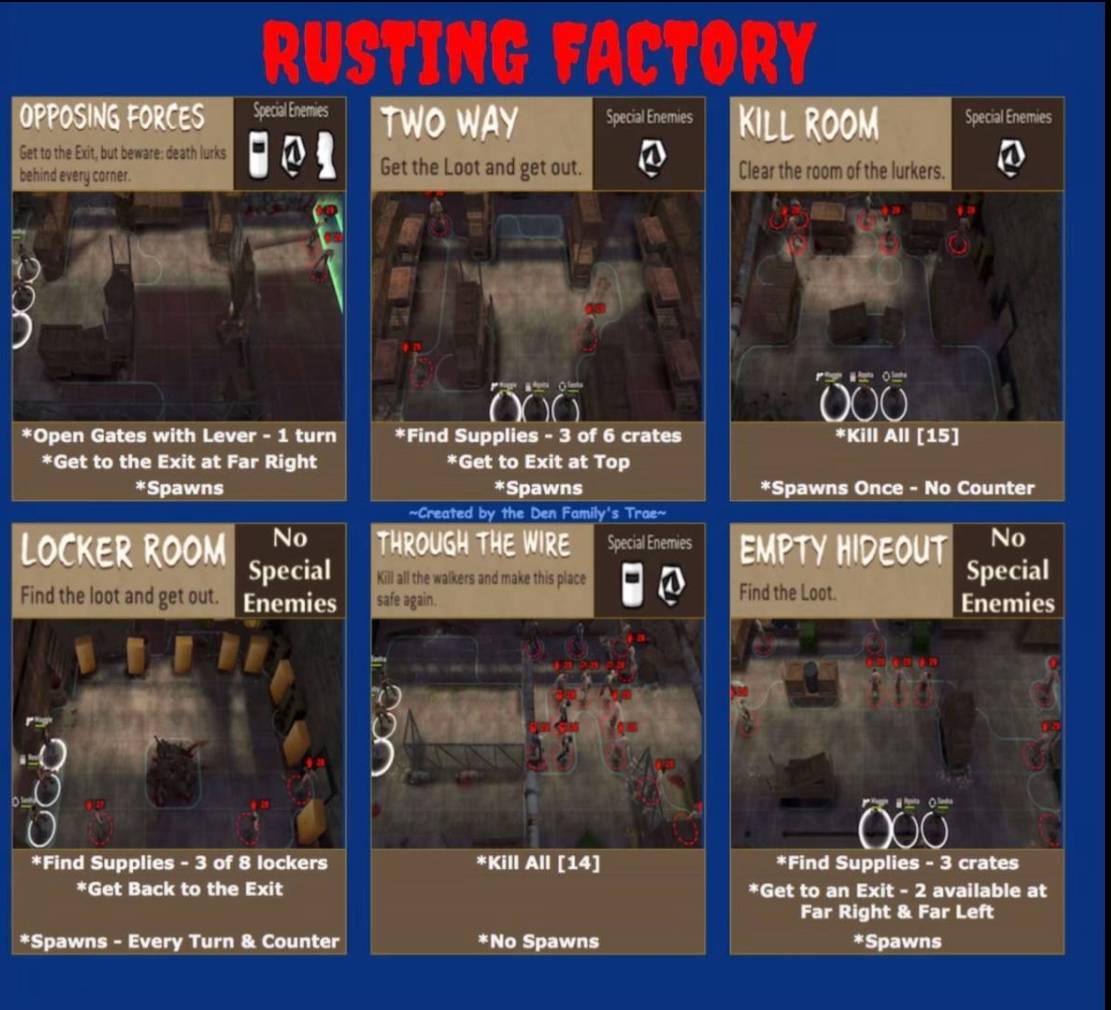 RUSTING FACTORY
OPPOSING FORCES
Get to the Exit, but beware: death lurks
behind every corner.
Special Enemies
*Open Gates with Lever - 1 turn
*Get to the Exit at Far Right
*Spawns
TWO WAY
Get the Loot and get out.
Special Enemies
*Find Supplies - 3 of 6 crates
*Get to Exit at Top
*Spawns
KILL ROOM
Clear the room of the lurkers.
Special Enemies
*Kill All [15]
*Spawns Once - No Counter
~Created by the Den Family's Trae~
LOCKER ROOM
Find the loot and get out.
No
Special
Enemies
*Find Supplies - 3 of 8 lockers
*Get Back to the Exit
*Spawns - Every Turn & Counter
THROUGH THE WIRE
Kill all the walkers and make this place
safe again.
Special Enemies
*Kill All [14]
*No Spawns
EMPTY HIDEOUT
Find the Loot.
No
Special
Enemies
*Find Supplies - 3 crates
*Get to an Exit - 2 available at
Far Right & Far Left
*Spawns